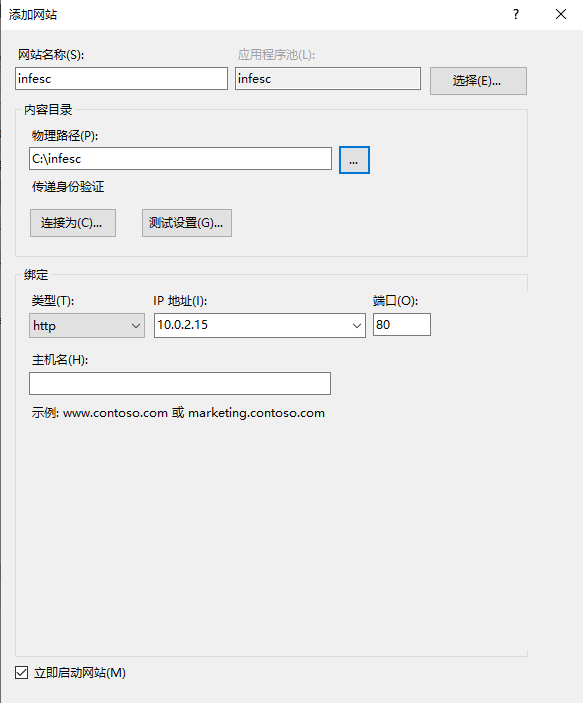 添加网站
网站名称(S): 应用程序池(L):
infesc infesc 选择(E)...
内容目录
物理路径(P):
C:\infesc ...
传递身份验证
连接为(C)... 测试设置(G)...
绑定
类型(T): IP 地址(I): 端口(O):
http 10.0.2.15 80
主机名(H):
示例: www.contoso.com 或 marketing.contoso.com
立即启动网站(M)